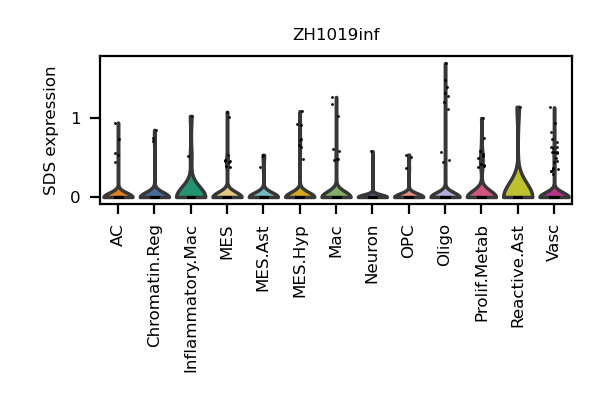 ZH1019inf
SDS expression
1
0
AC
Chromatin.Reg
Inflammatory.Mac
MES
MES.Ast
MES.Hyp
Mac
Neuron
OPC
Oligo
Prolif.Metab
Reactive.Ast
Vasc